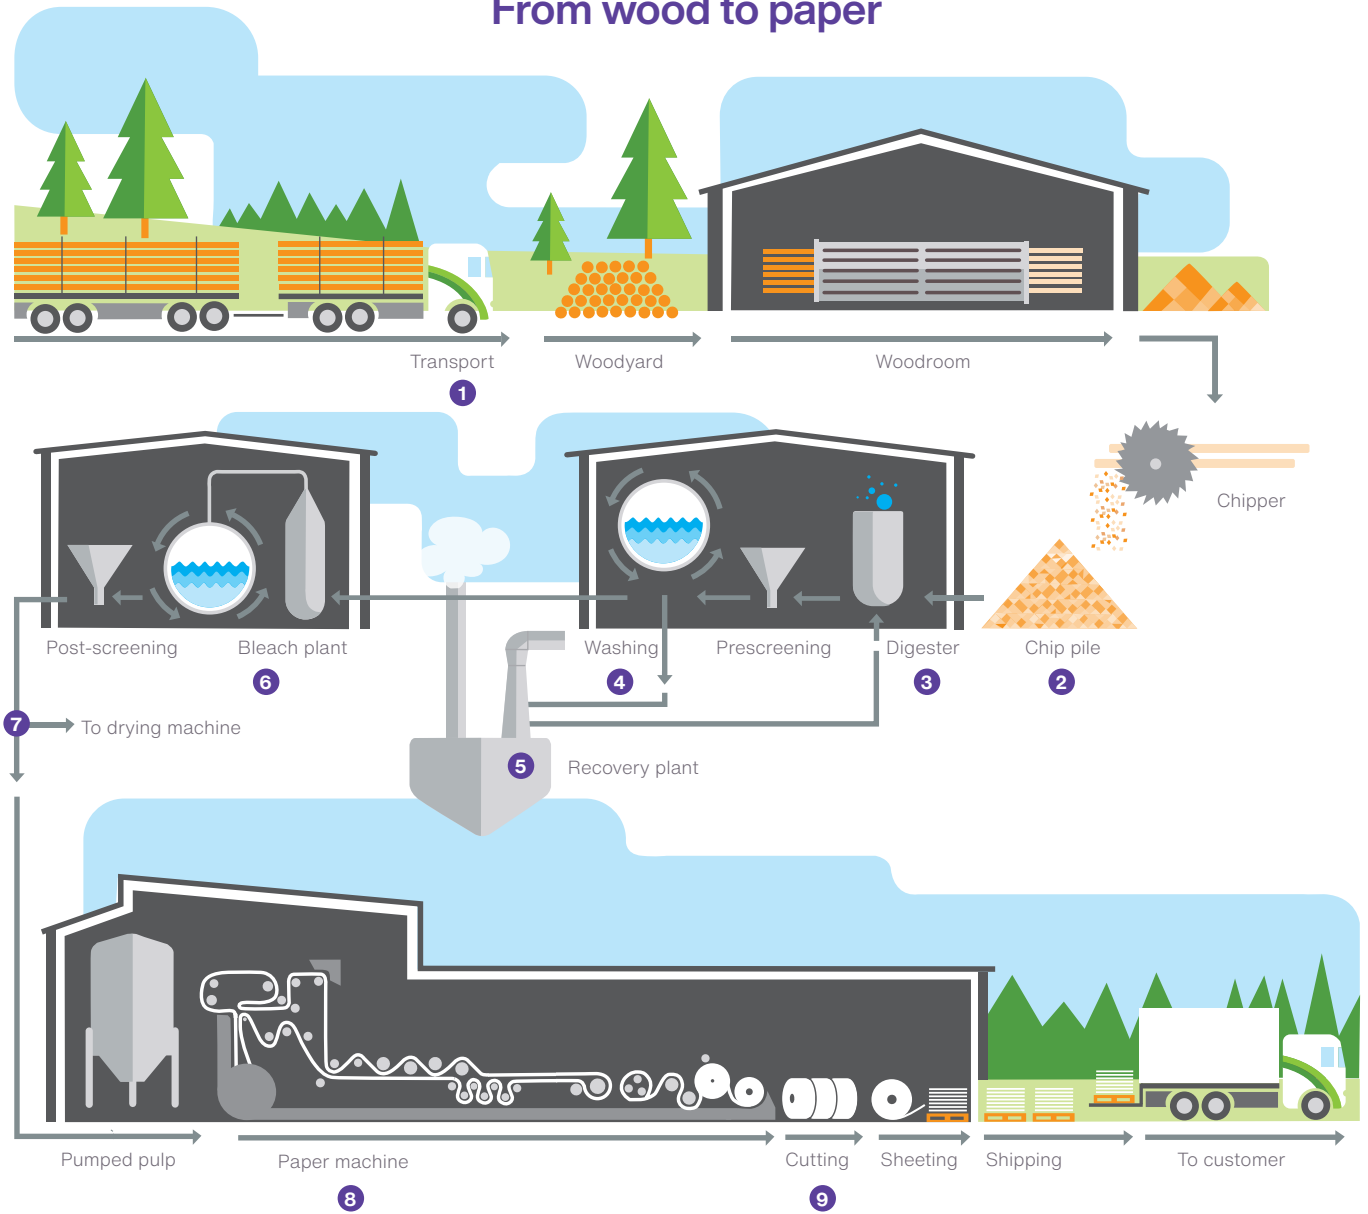 From wood to paper
Transport
Woodyard
Woodroom
1
Chipper
Post-screening
Bleach plant
Washing
Prescreening
Digester
Chip pile
6
4
3
2
7
To drying machine
5
Recovery plant
Pumped pulp
Paper machine
Cutting
Sheeting
Shipping
To customer
8
9